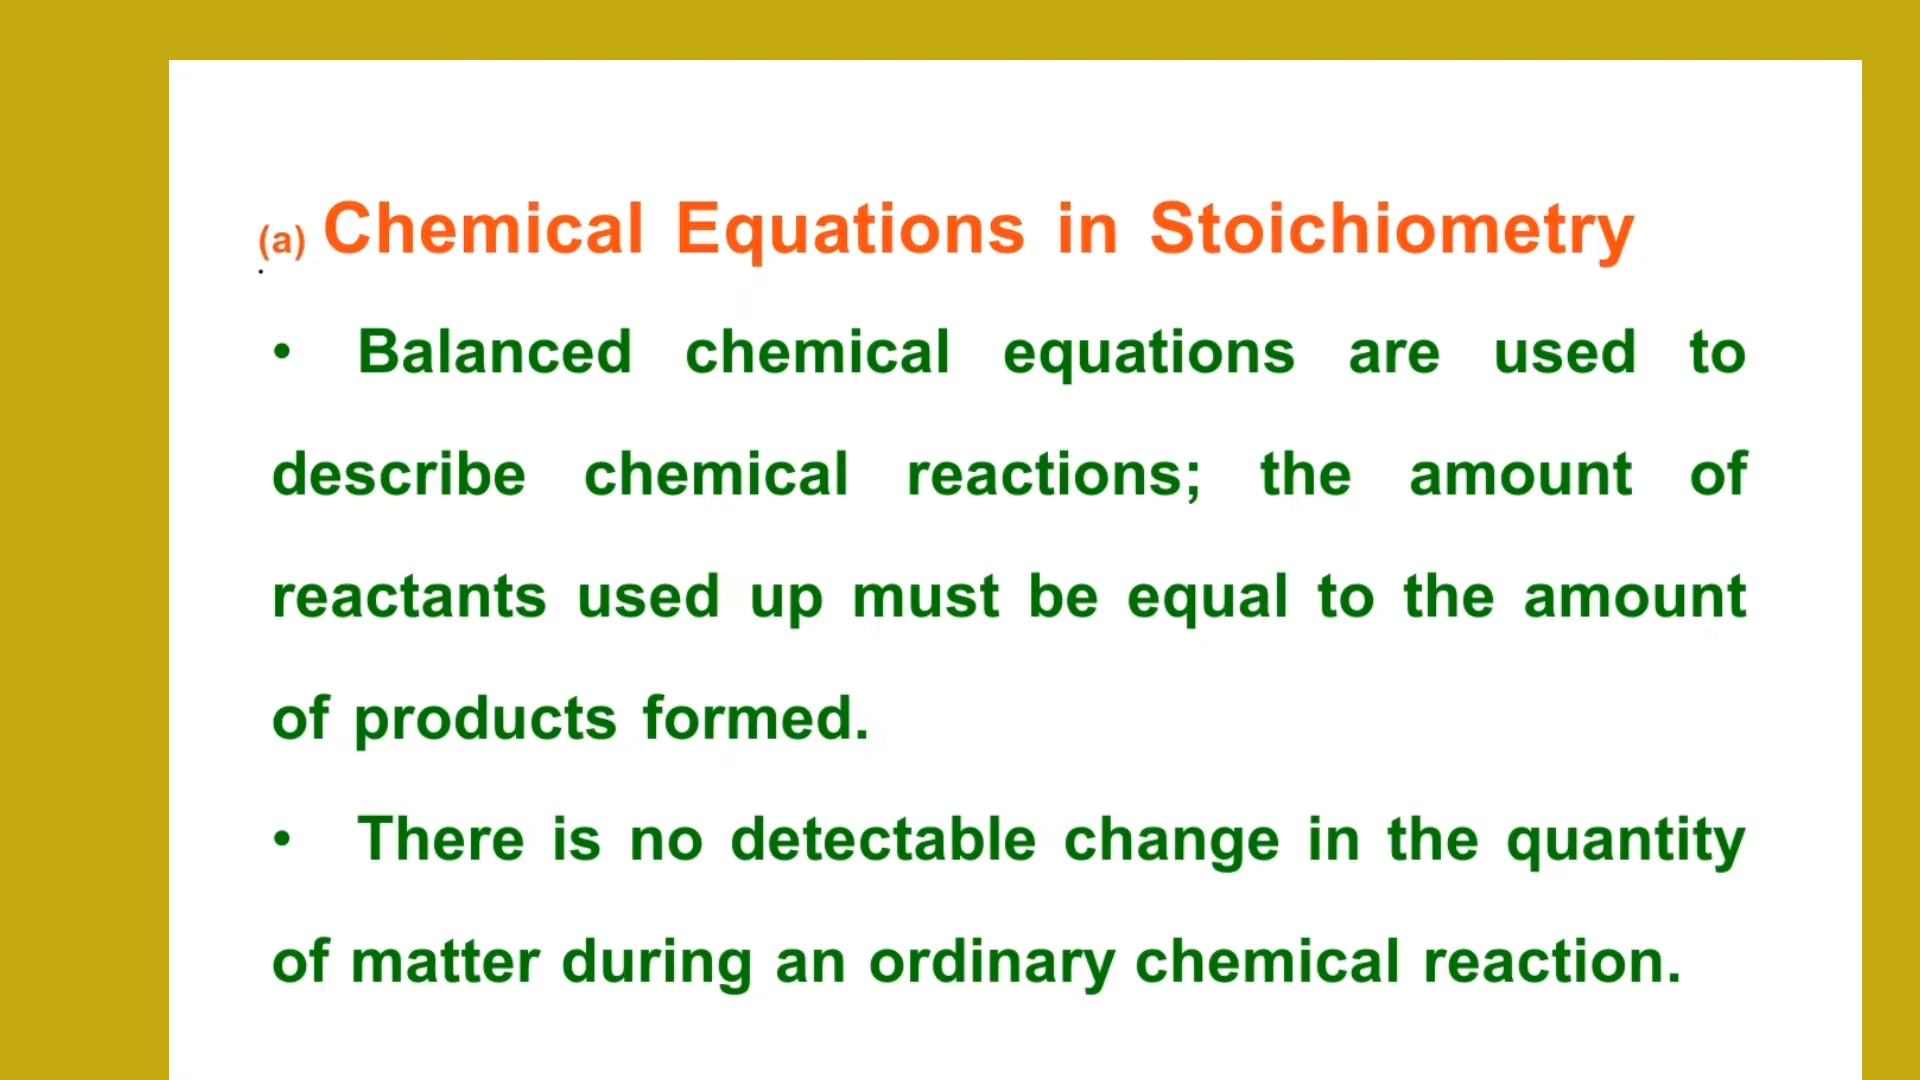 (a) Chemical Equations in Stoichiometry
• Balanced chemical equations are used to
describe chemical reactions; the amount of
reactants used up must be equal to the amount
of products formed.
• There is no detectable change in the quantity
of matter during an ordinary chemical reaction.